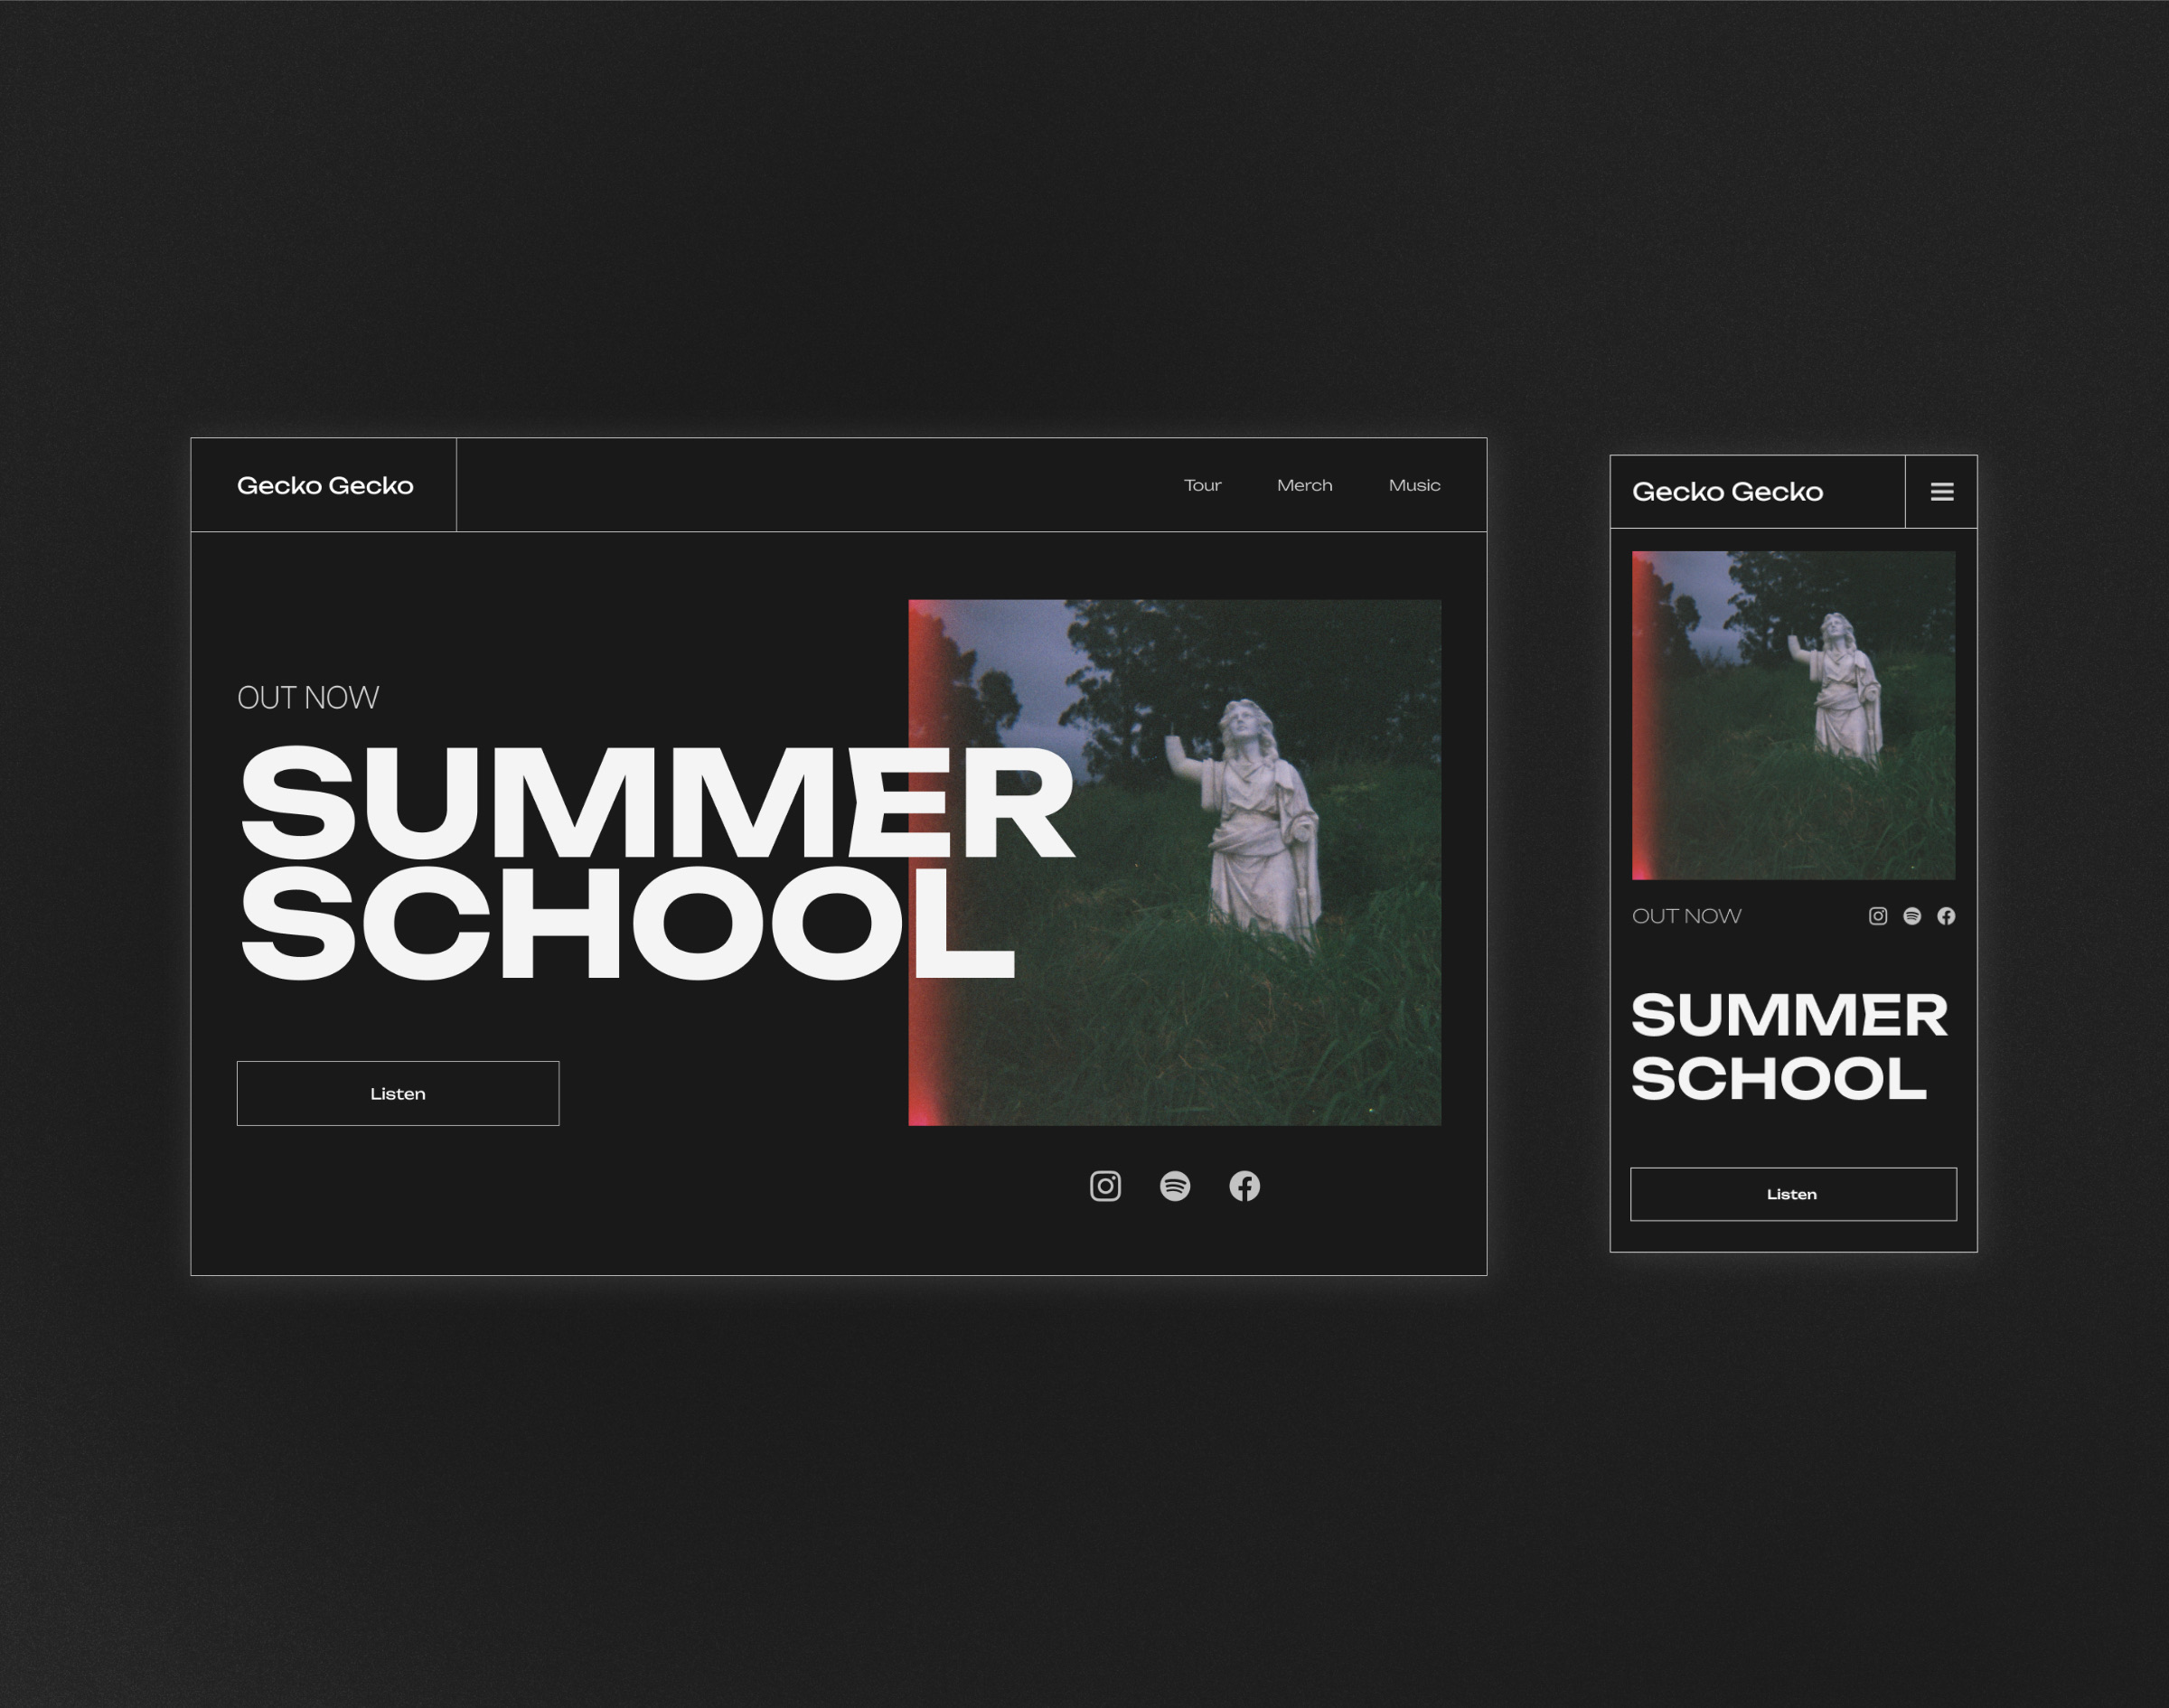 Gecko Gecko
Tour Merch Music
OUT NOW
SUMMER
SCHOOL
Listen
Gecko Gecko
OUT NOW
SUMMER
SCHOOL
Listen